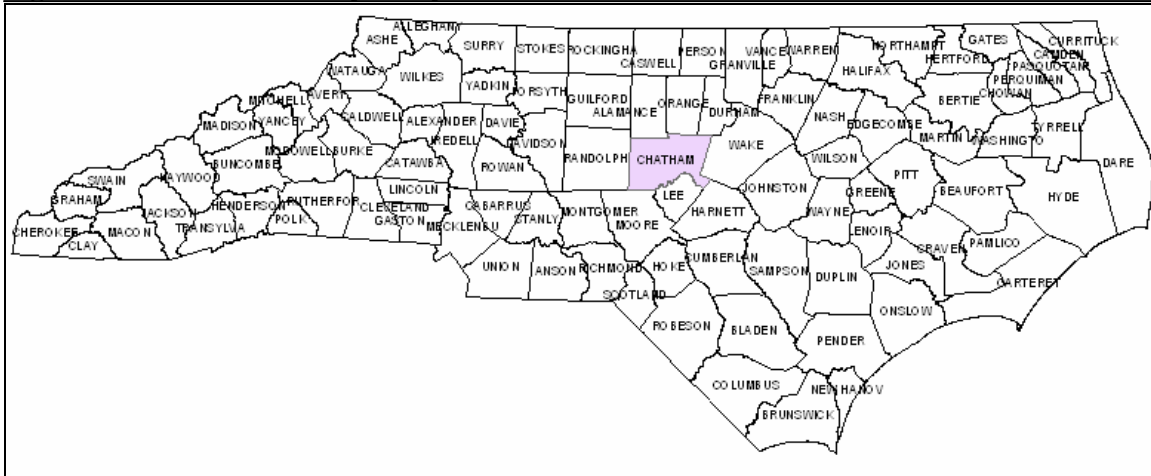 ALLEGHANY
ASHE
SURRY
STOKES
ROCKINGHA
CASWELL
PERSON
GRANVILLE
VANCE
WARREN
NORTHAMPT
HERTFORD
GATES
CURRITUCK
CAMDEN
PASQUOTAN
PERQUIMAN
CHOWAN
WATAUGA
WILKES
YADKIN
FORSYTH
GUILFORD
ALAMANCE
ORANGE
DURHAM
FRANKLIN
HALIFAX
BERTIE
MITCHELL
AVERY
CALDWELL
ALEXANDER
DAVIE
IREDELL
DAVIDSON
RANDOLPH
CHATHAM
WAKE
NASH
EDGECOMBE
MARTIN
WASHINGTO
TYRRELL
DARE
MADISON
YANCEY
MCDOWELL
BURKE
CATAWBA
ROWAN
WILSON
PITT
BEAUFORT
HYDE
SWAIN
HAYWOOD
BUNCOMBE
LINCOLN
LEE
JOHNSTON
GREENE
GRAHAM
JACKSON
HENDERSON
RUTHERFOR
CLEVELAND
GASTON
CABARRUS
STANLY
MONTGOMER
MOORE
HARNETT
WAYNE
LENOIR
CRAVEN
PAMLICO
CHEROKEE
CLAY
MACON
TRANSYLVA
POLK
MECKLENBU
UNION
ANSON
RICHMOND
SCOTLAND
HOKE
CUMBERLAN
SAMPSON
DUPLIN
JONES
CARTERET
ONSLOW
ROBESON
BLADEN
PENDER
COLUMBUS
NEW HANOV
BRUNSWICK